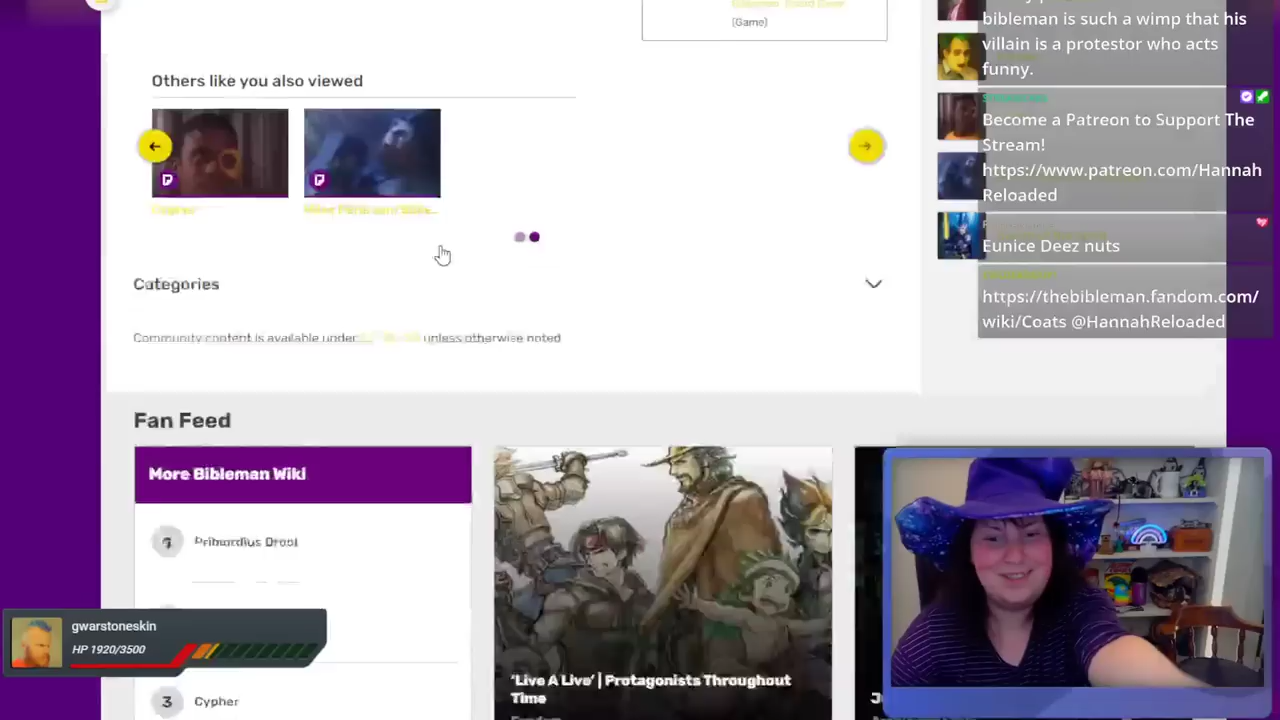 (Game)
Others like you also viewed
Categories
Community content is available under
unless otherwise noted
Fan Feed
More Bibleman Wiki
Primordius Drool
3 Cypher
'Live A Live' | Protagonists Throughout
Time
Fandom
gwarstoneskin
HP 1920/3500
bibleman is such a wimp that his
villain is a protestor who acts
funny.
Become a Patreon to Support The
Stream!
https://www.patreon.com/Hannah
Reloaded
Eunice Deez nuts
https://thebibleman.fandom.com/
wiki/Coats @HannahReloaded